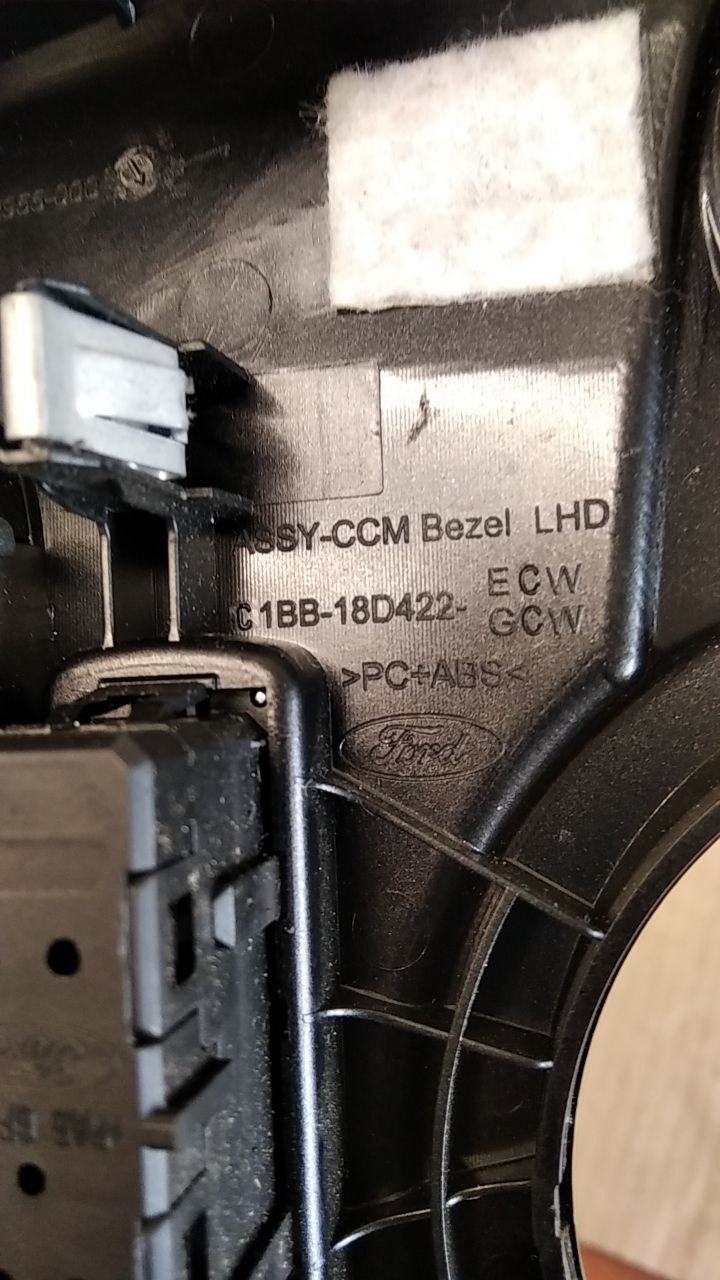 ASSY-CCM Bezel LHD
C1BB-18D422- ECW
GCW
>PC+ABS<
Ford